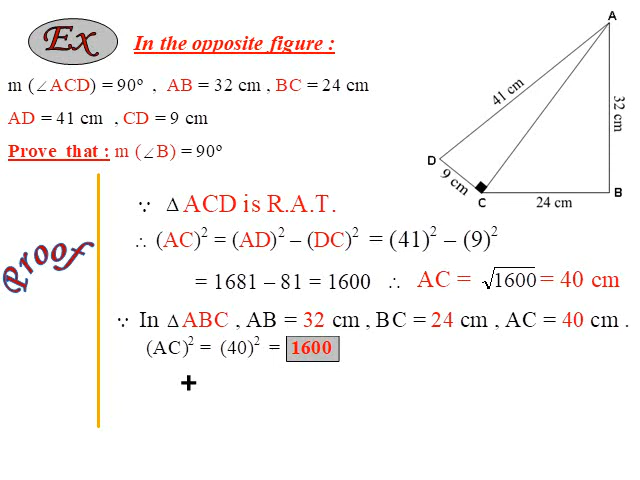 Ex
In the opposite figure :
m (∠ACD) = 90° , AB = 32 cm , BC = 24 cm
AD = 41 cm , CD = 9 cm
Prove that : m (∠B) = 90°
A
41 cm
32 cm
D
9 cm
C
24 cm
B
Proof
∵ Δ ACD is R.A.T.
∴ (AC)² = (AD)² – (DC)² = (41)² – (9)²
= 1681 – 81 = 1600 ∴ AC = √1600 = 40 cm
∵ In Δ ABC , AB = 32 cm , BC = 24 cm , AC = 40 cm .
(AC)² = (40)² = 1600
+